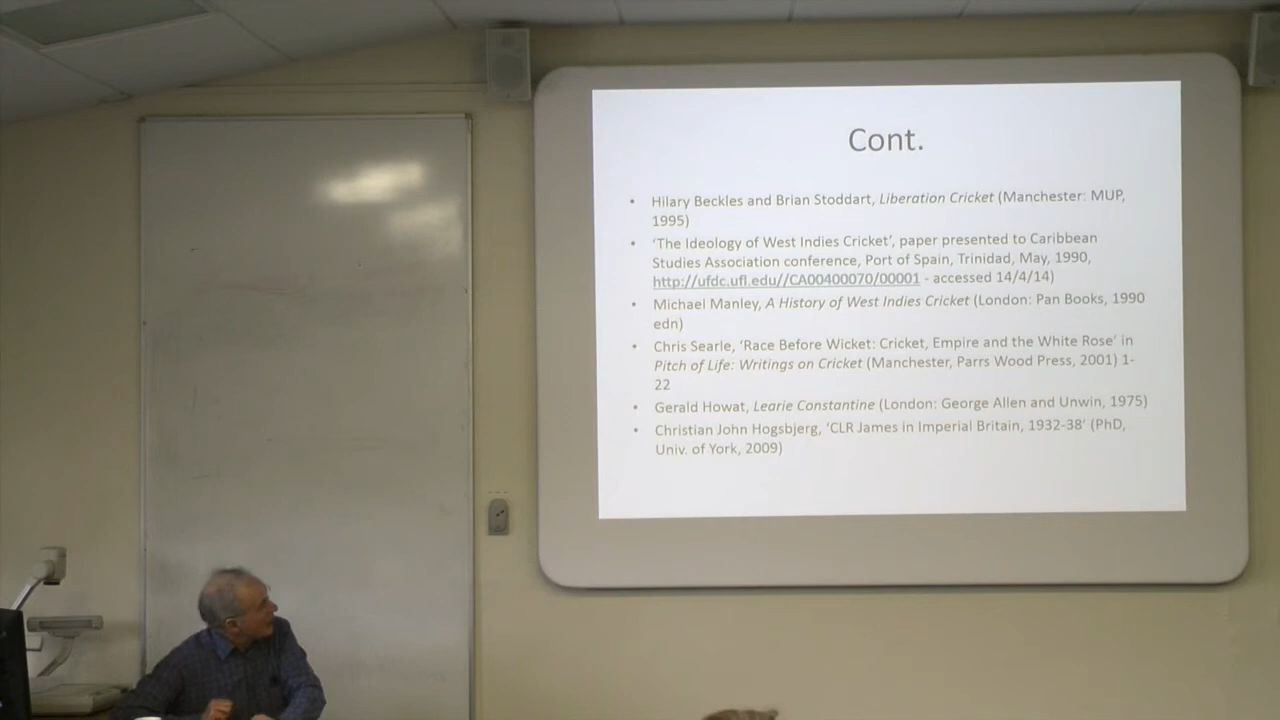 Cont.
• Hilary Beckles and Brian Stoddart, Liberation Cricket (Manchester: MUP,
1995)
• ‘The Ideology of West Indies Cricket’, paper presented to Caribbean
Studies Association conference, Port of Spain, Trinidad, May, 1990,
http://ufdc.ufl.edu//CA00400070/00001 - accessed 14/4/14)
• Michael Manley, A History of West Indies Cricket (London: Pan Books, 1990
edn)
• Chris Searle, ‘Race Before Wicket: Cricket, Empire and the White Rose’ in
Pitch of Life: Writings on Cricket (Manchester, Parrs Wood Press, 2001) 1-
22
• Gerald Howat, Learie Constantine (London: George Allen and Unwin, 1975)
• Christian John Hogsbjerg, ‘CLR James in Imperial Britain, 1932-38’ (PhD,
Univ. of York, 2009)